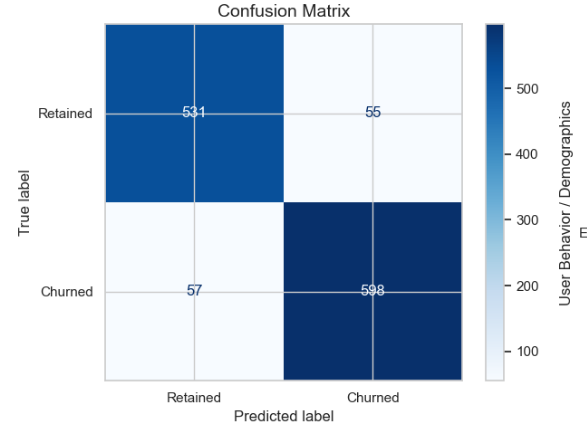 Confusion Matrix
Retained
531
55
Churned
57
598
Retained
Churned
Predicted label
True label
500
400
300
200
100
User Behavior / Demographics
E